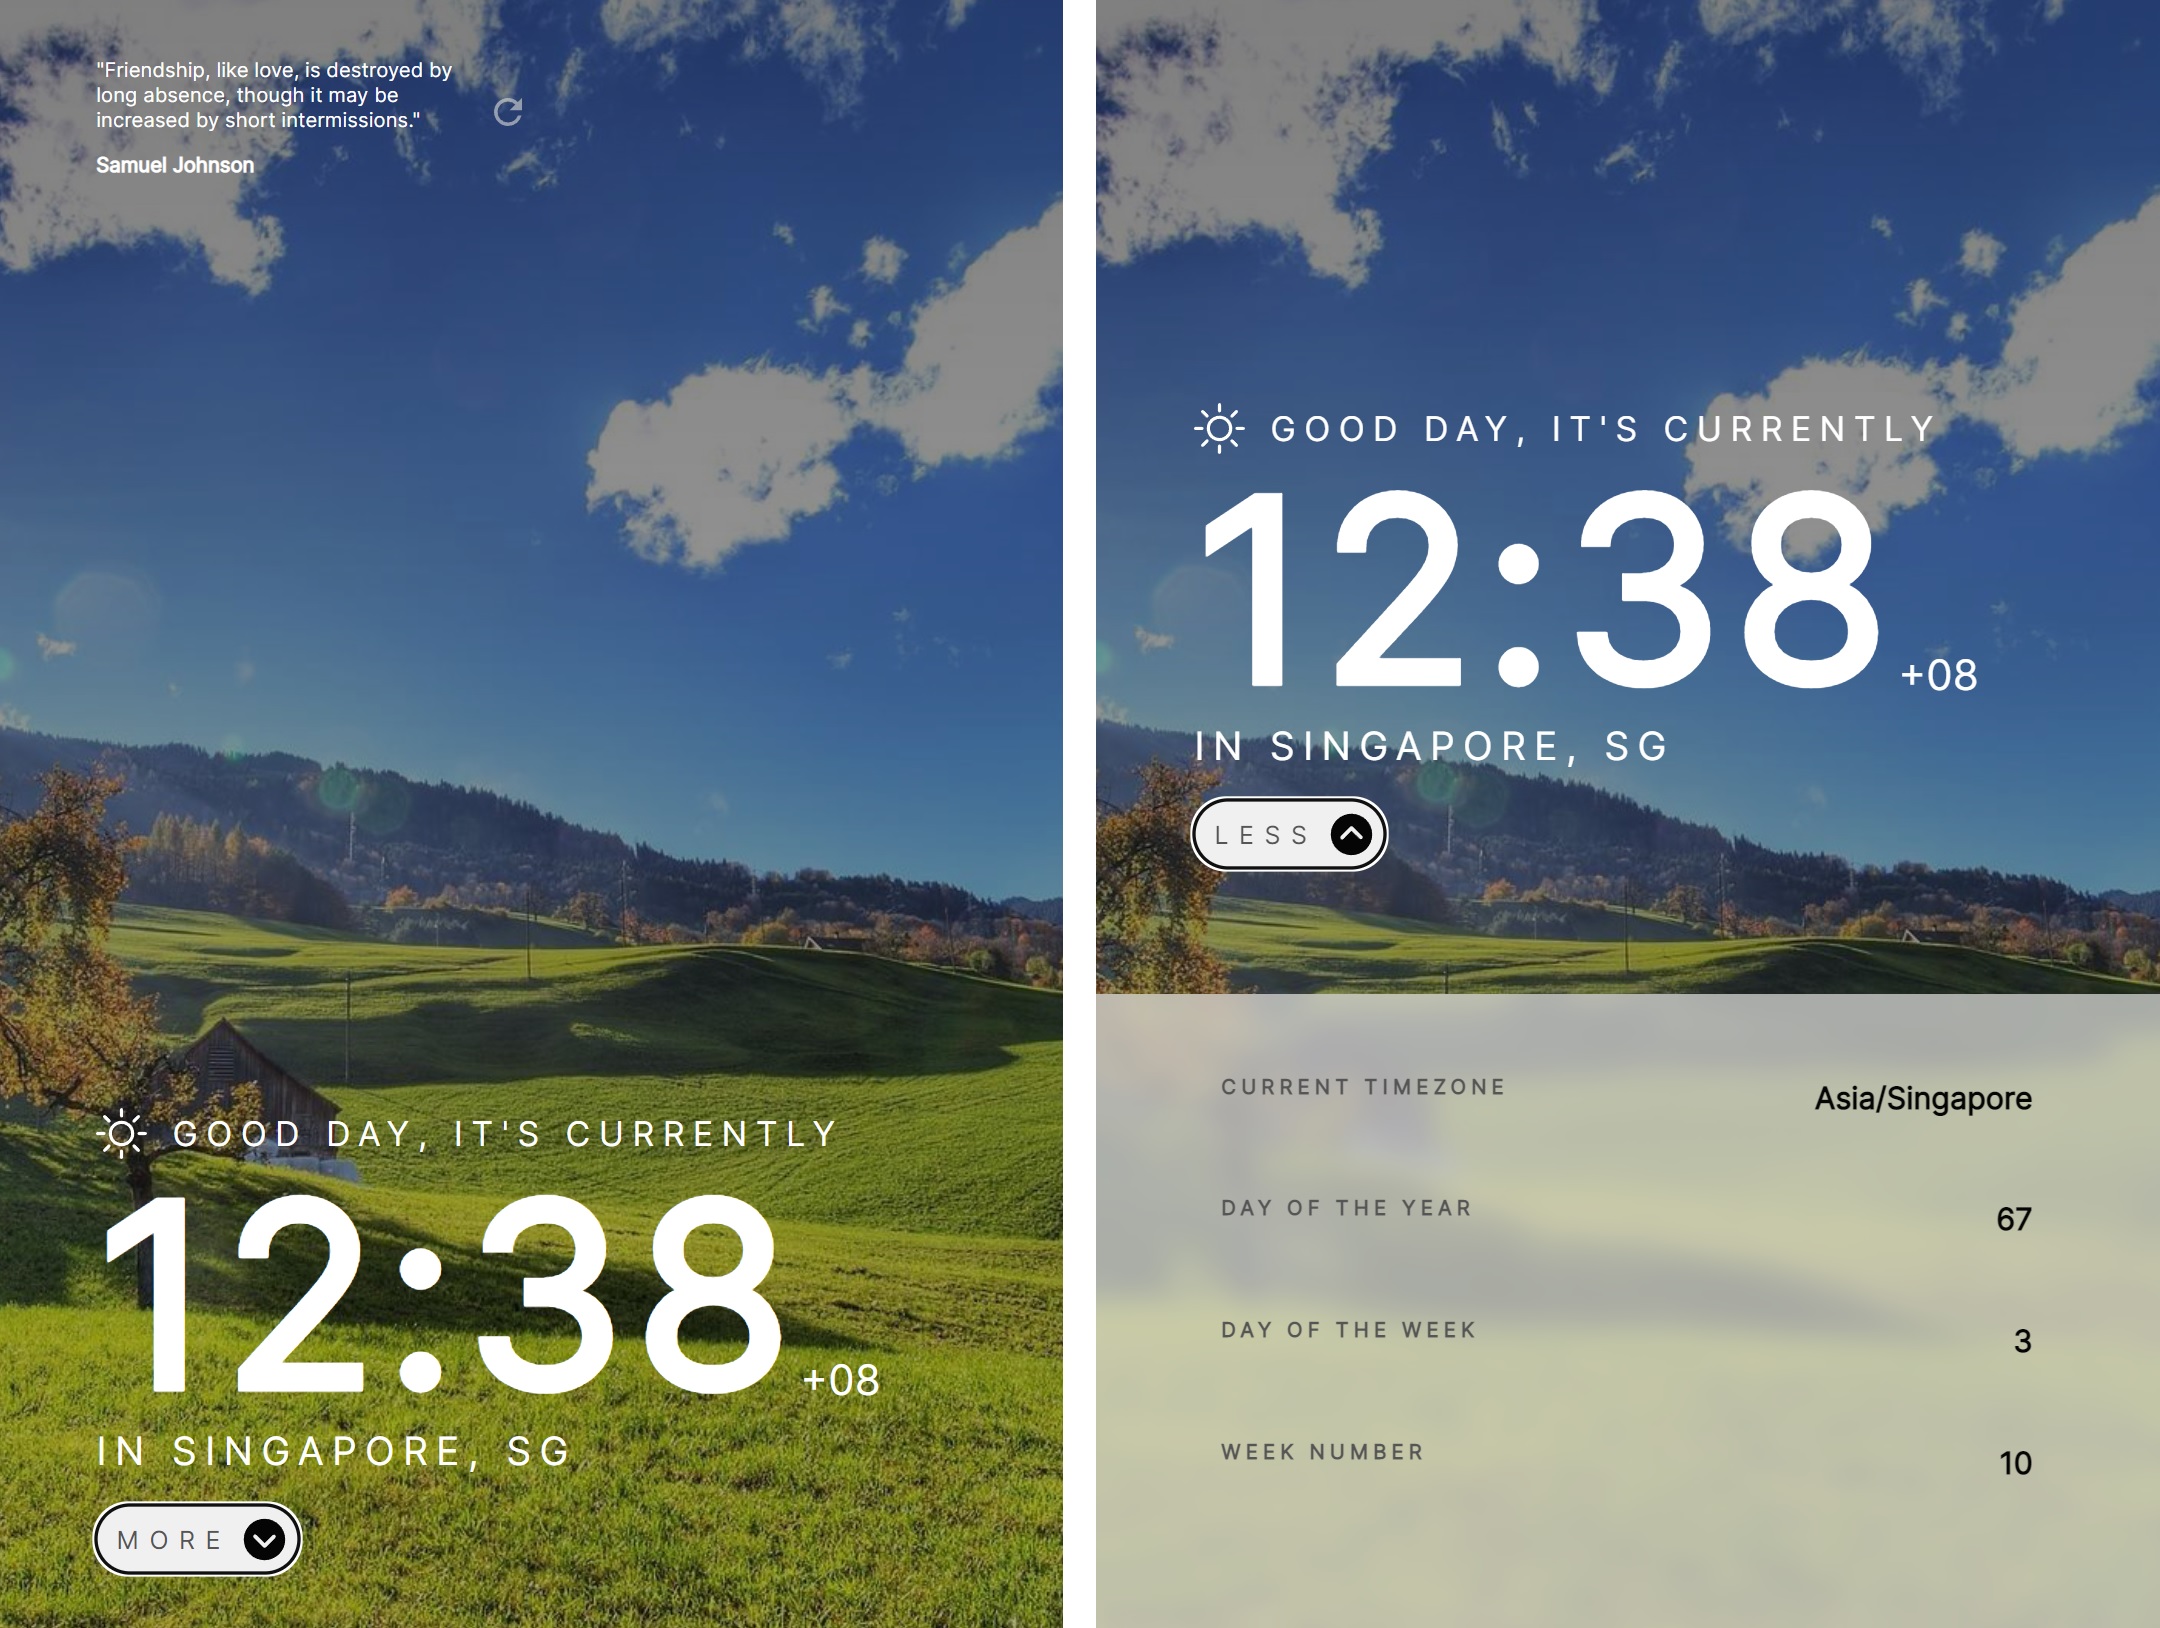 "Friendship, like love, is destroyed by
long absence, though it may be
increased by short intermissions."
Samuel Johnson
GOOD DAY, IT'S CURRENTLY
12:38 +08
IN SINGAPORE, SG
MORE
GOOD DAY, IT'S CURRENTLY
12:38 +08
IN SINGAPORE, SG
LESS
CURRENT TIMEZONE Asia/Singapore
DAY OF THE YEAR 67
DAY OF THE WEEK 3
WEEK NUMBER 10